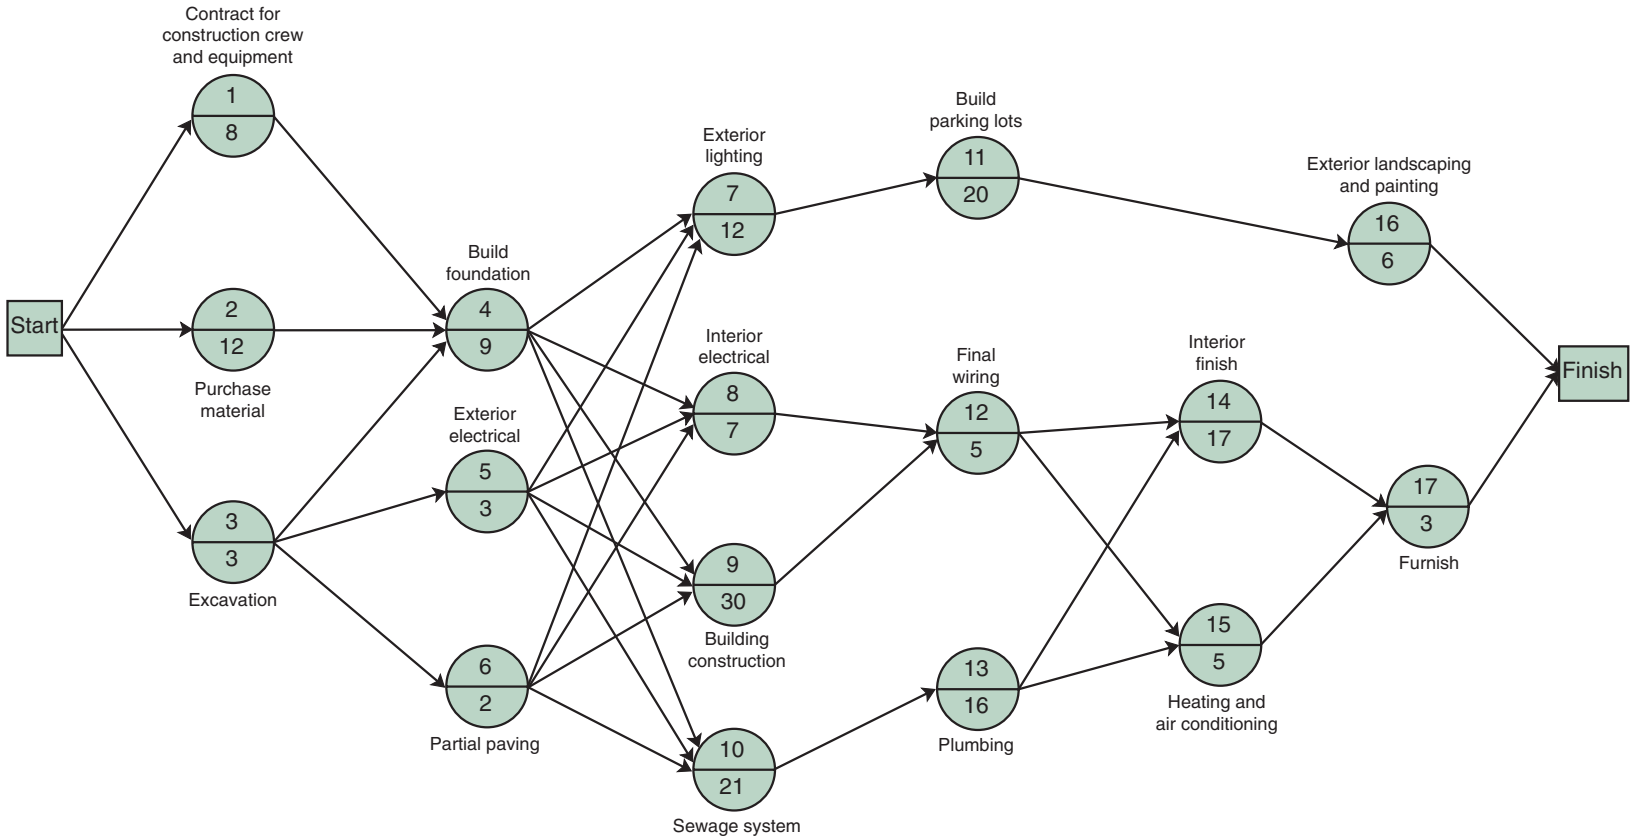 Contract for
construction crew
and equipment
1
8
Start
2
12
Purchase
material
3
3
Excavation
Build
foundation
4
9
Exterior
electrical
5
3
6
2
Partial paving
Exterior
lighting
7
12
Interior
electrical
8
7
9
30
Building
construction
10
21
Sewage system
Build
parking lots
11
20
Final
wiring
12
5
13
16
Plumbing
Interior
finish
14
17
15
5
Heating and
air conditioning
Exterior landscaping
and painting
16
6
17
3
Furnish
Finish